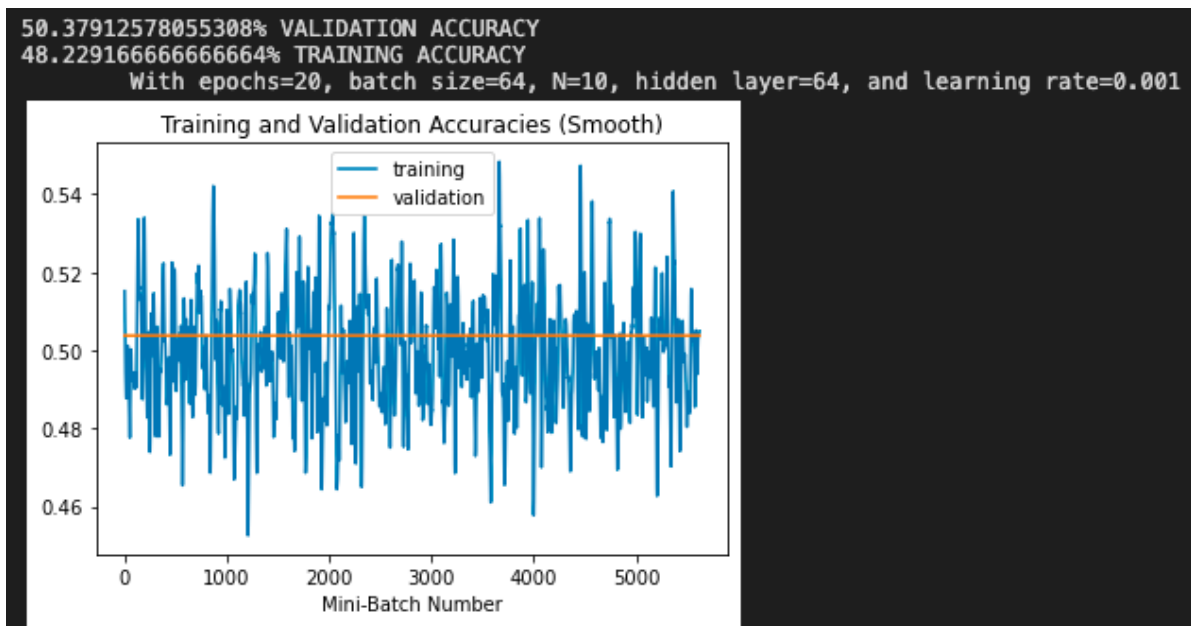 50.37912578055308% VALIDATION ACCURACY
48.229166666666664% TRAINING ACCURACY
With epochs=20, batch size=64, N=10, hidden layer=64, and learning rate=0.001
Training and Validation Accuracies (Smooth)
training
validation
0.54
0.52
0.50
0.48
0.46
0 1000 2000 3000 4000 5000
Mini-Batch Number